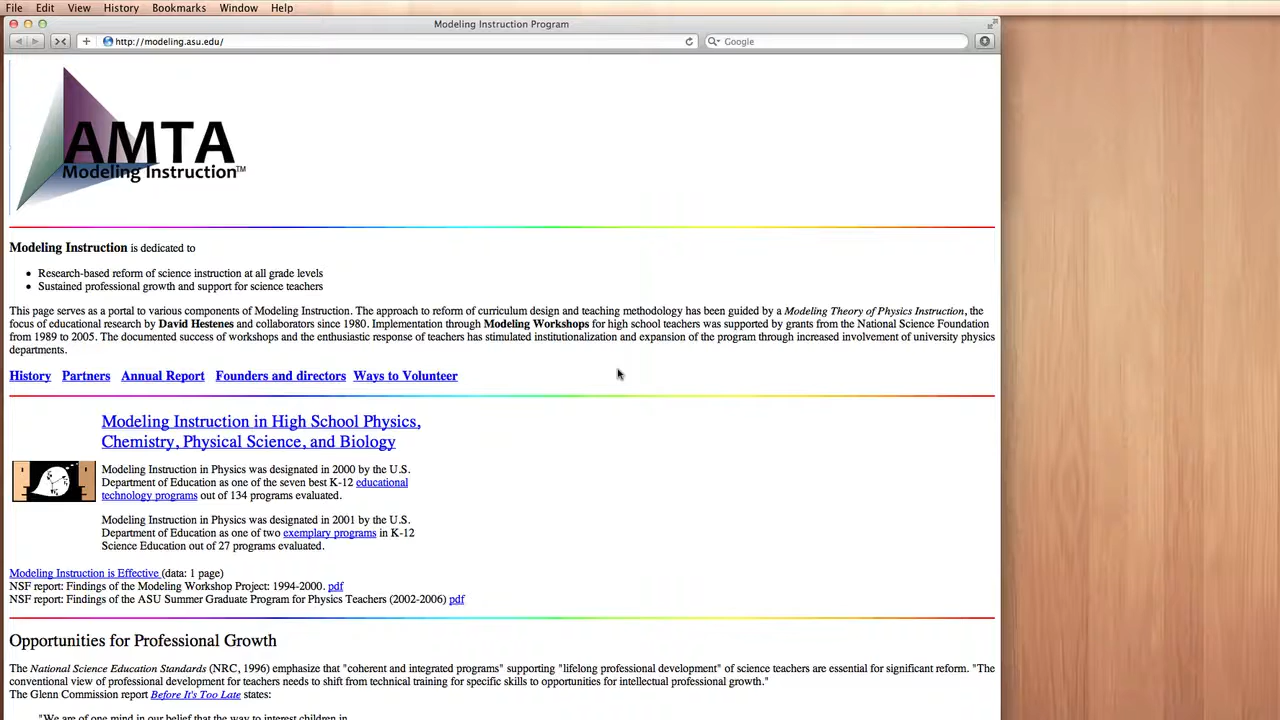 File Edit View History Bookmarks Window Help
Modeling Instruction Program
http://modeling.asu.edu/
Google
AMTA
Modeling Instruction™
Modeling Instruction is dedicated to
• Research-based reform of science instruction at all grade levels
• Sustained professional growth and support for science teachers
This page serves as a portal to various components of Modeling Instruction. The approach to reform of curriculum design and teaching methodology has been guided by a Modeling Theory of Physics Instruction, the
focus of educational research by David Hestenes and collaborators since 1980. Implementation through Modeling Workshops for high school teachers was supported by grants from the National Science Foundation
from 1989 to 2005. The documented success of workshops and the enthusiastic response of teachers has stimulated institutionalization and expansion of the program through increased involvement of university physics
departments.
History Partners Annual Report Founders and directors Ways to Volunteer
Modeling Instruction in High School Physics,
Chemistry, Physical Science, and Biology
Modeling Instruction in Physics was designated in 2000 by the U.S.
Department of Education as one of the seven best K-12 educational
technology programs out of 134 programs evaluated.
Modeling Instruction in Physics was designated in 2001 by the U.S.
Department of Education as one of two exemplary programs in K-12
Science Education out of 27 programs evaluated.
Modeling Instruction is Effective (data: 1 page)
NSF report: Findings of the Modeling Workshop Project: 1994-2000. pdf
NSF report: Findings of the ASU Summer Graduate Program for Physics Teachers (2002-2006) pdf
Opportunities for Professional Growth
The National Science Education Standards (NRC, 1996) emphasize that "coherent and integrated programs" supporting "lifelong professional development" of science teachers are essential for significant reform. "The
conventional view of professional development for teachers needs to shift from technical training for specific skills to opportunities for intellectual professional growth."
The Glenn Commission report Before It's Too Late states:
"We are of one mind in our belief that the way to interest children in